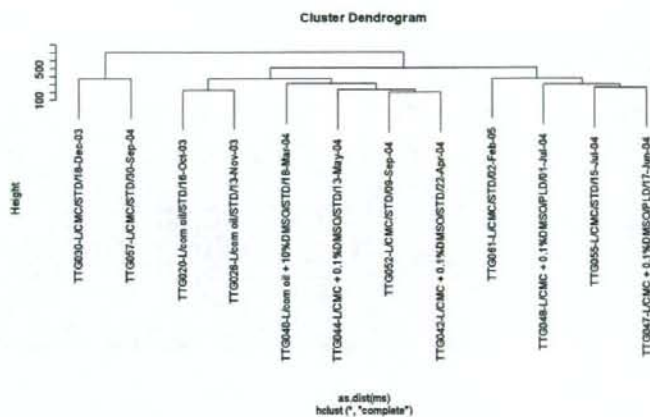 Cluster Dendrogram
Height
500
100
TTG030-L/CMC/STD/18-Dec-03
TTG057-L/CMC/STD/30-Sep-04
TTG020-L/corn oil/STD/16-Oct-03
TTG026-L/corn oil/STD/13-Nov-03
TTG040-L/corn oil + 10%DMSO/STD/18-Mar-04
TTG044-L/CMC + 0.1%DMSO/STD/13-May-04
TTG052-L/CMC/STD/09-Sep-04
TTG042-L/CMC + 0.1%DMSO/STD/22-Apr-04
TTG061-L/CMC/STD/02-Feb-05
TTG048-L/CMC + 0.1%DMSO/PLD/01-Jul-04
TTG055-L/CMC/STD/15-Jul-04
TTG047-L/CMC + 0.1%DMSO/PLD/17-Jun-04
as.dist(ms)
hclust (*, "complete")